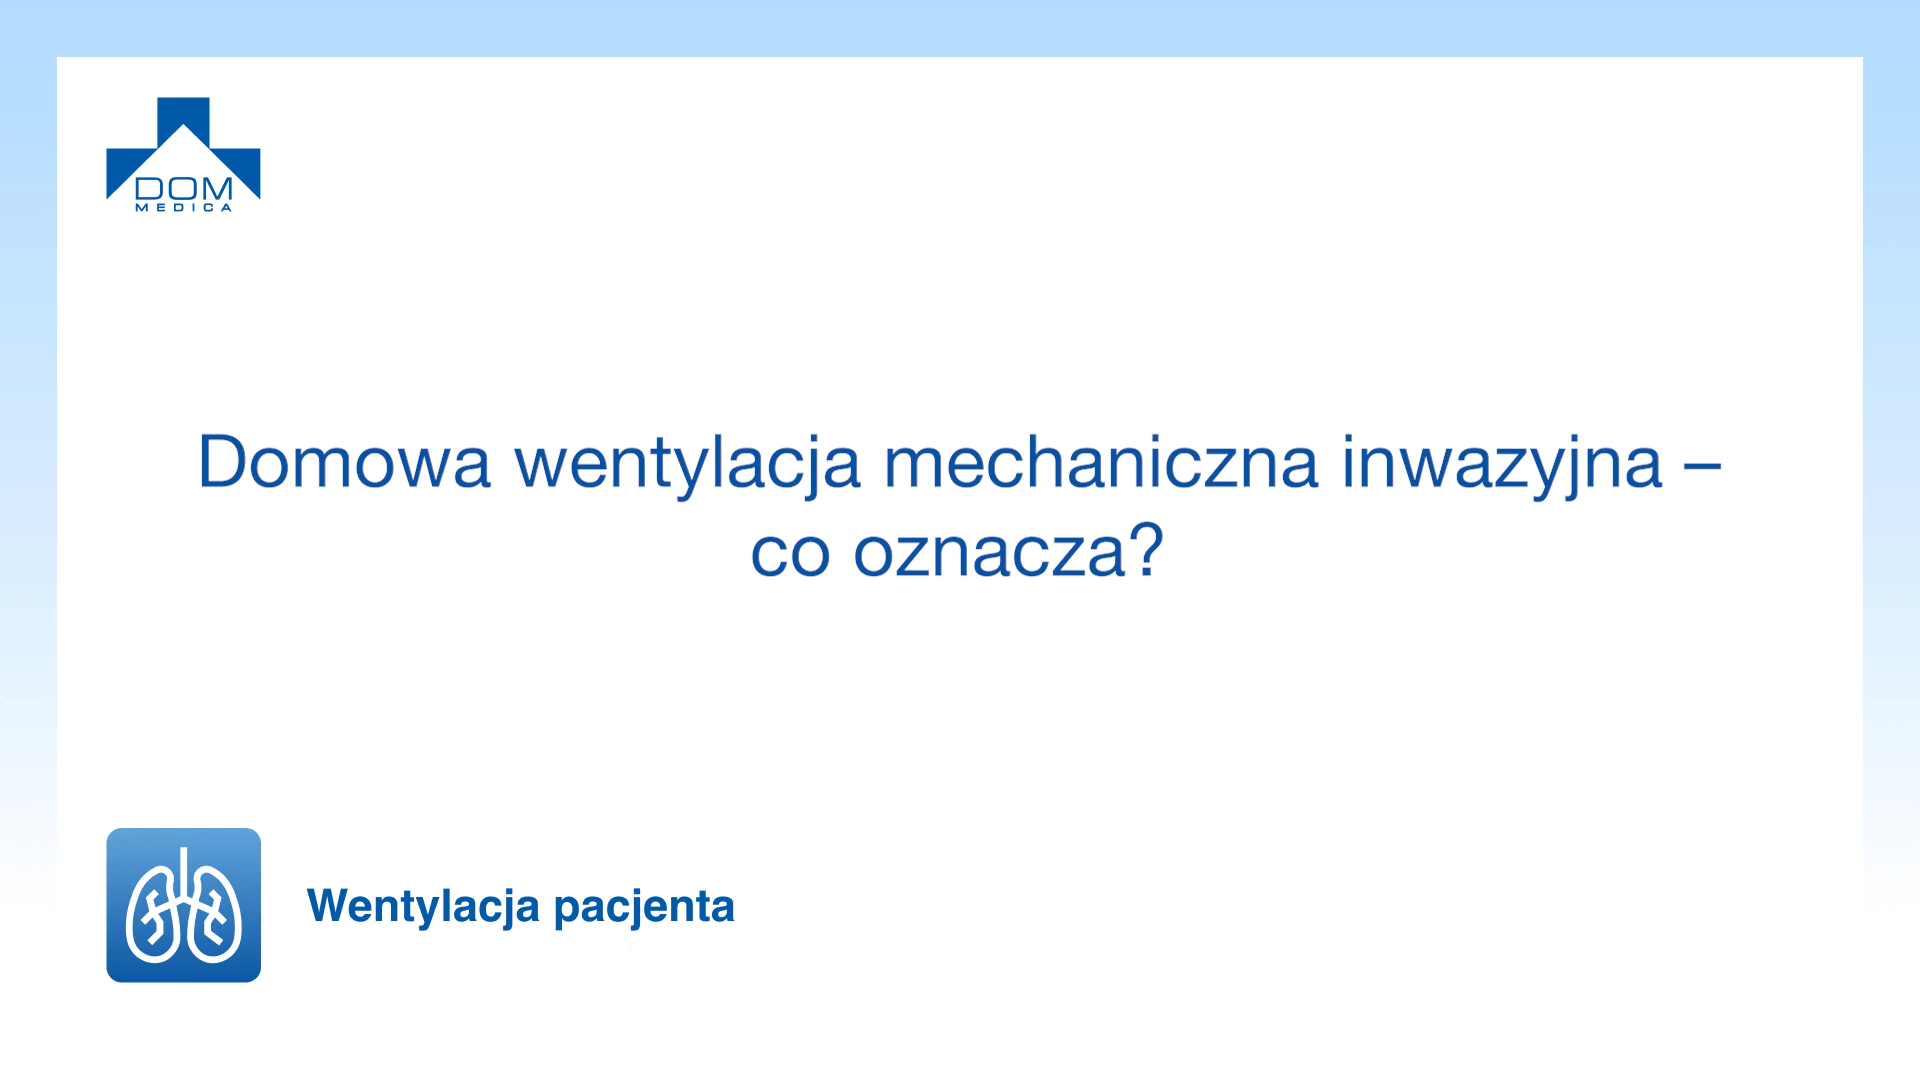 DOM
MEDICA
Domowa wentylacja mechaniczna inwazyjna –
co oznacza?
Wentylacja pacjenta